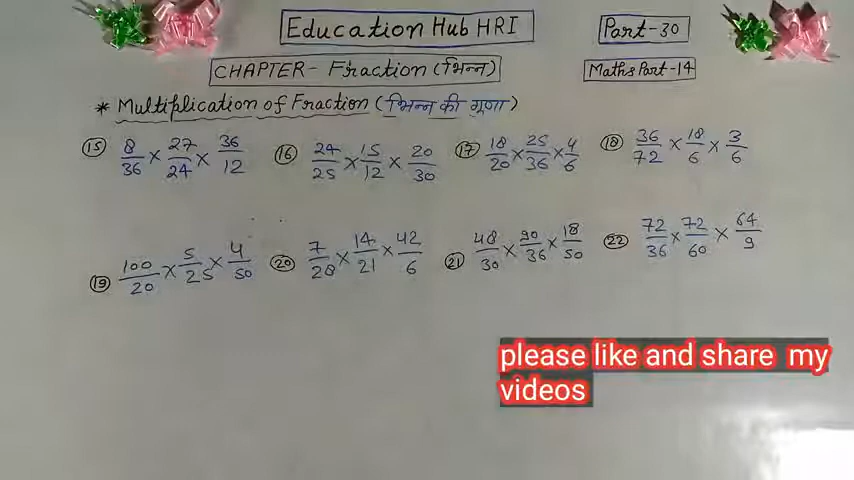 Education Hub HRI
Part-30
CHAPTER- Fraction (भिन्न)
Maths Part-14
* Multiplication of Fraction (भिन्न की गूणा)
(15) 8/36 × 27/24 × 36/12
(16) 24/25 × 15/12 × 20/30
(17) 18/20 × 25/36 × 4/6
(18) 36/72 × 18/6 × 3/6
(19) 100/20 × 5/25 × 4/50
(20) 7/28 × 14/21 × 42/6
(21) 48/30 × 90/36 × 18/50
(22) 72/36 × 72/60 × 64/9
please like and share my
videos